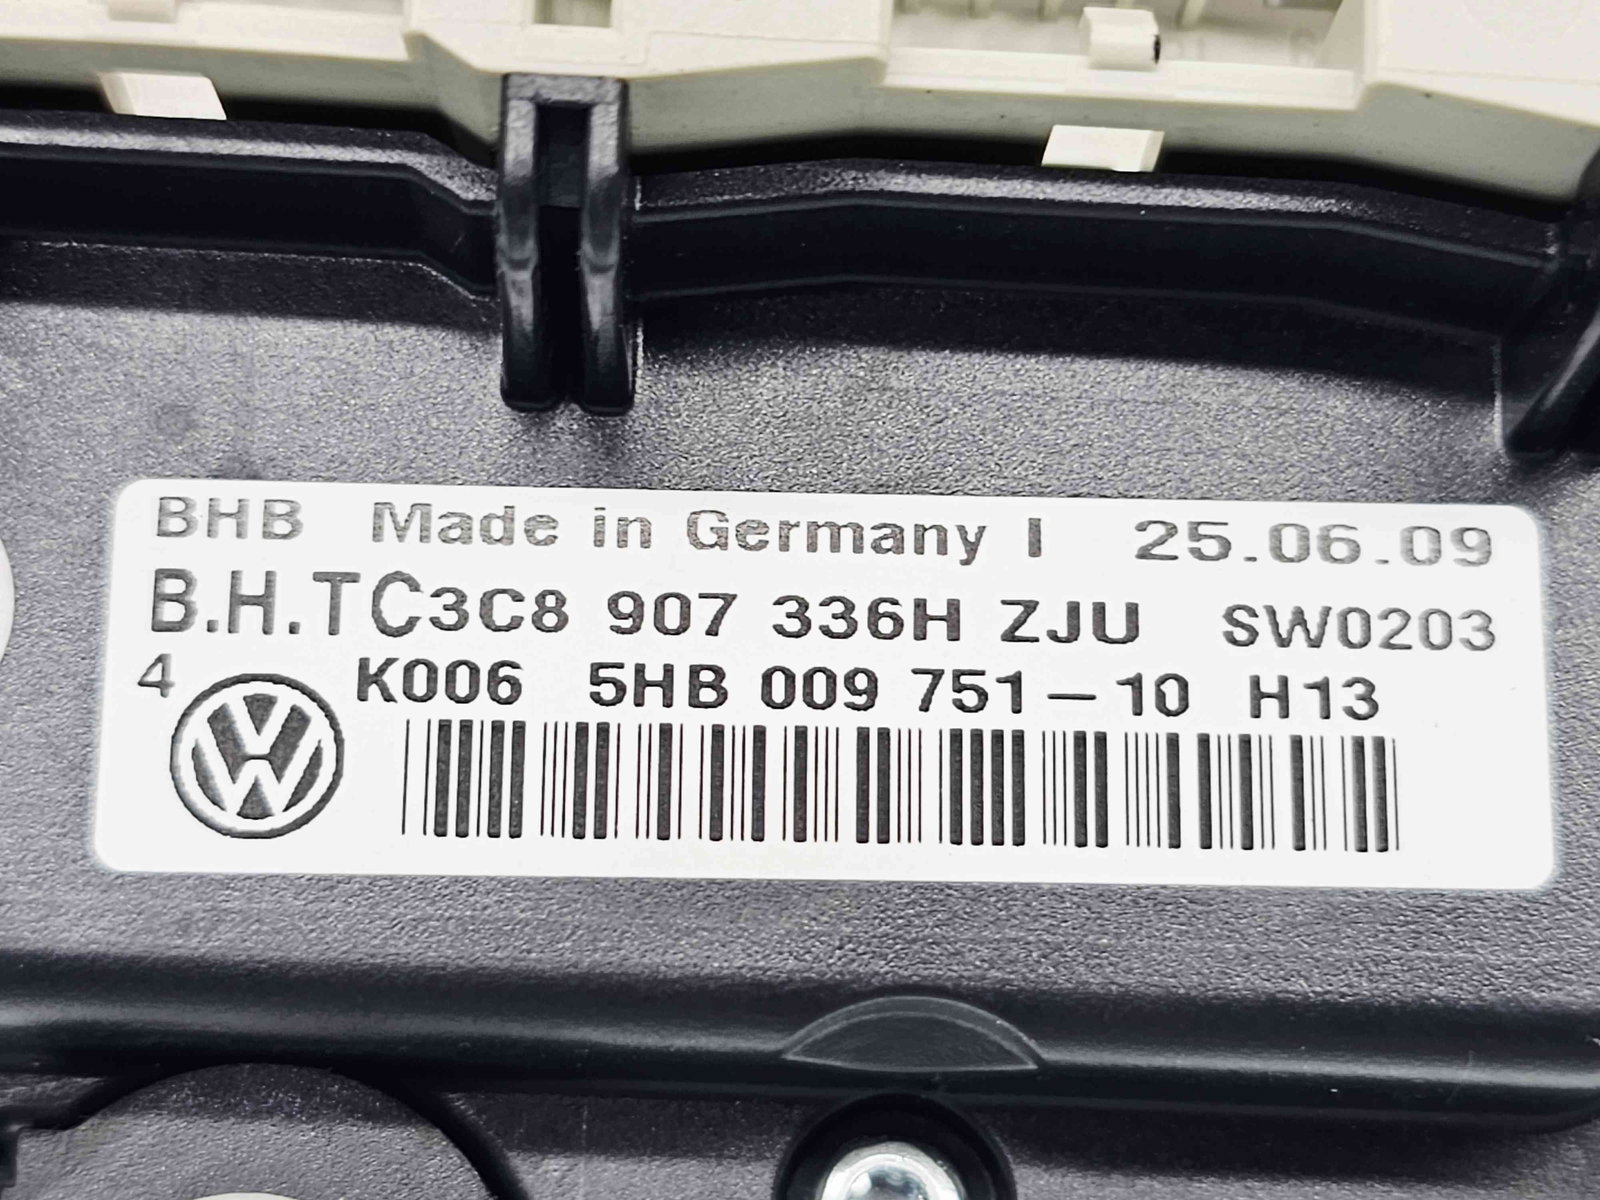 BHB Made in Germany I 25.06.09
B.H.TC3C8 907 336H ZJU SW0203
4 K006 5HB 009 751-10 H13
VW